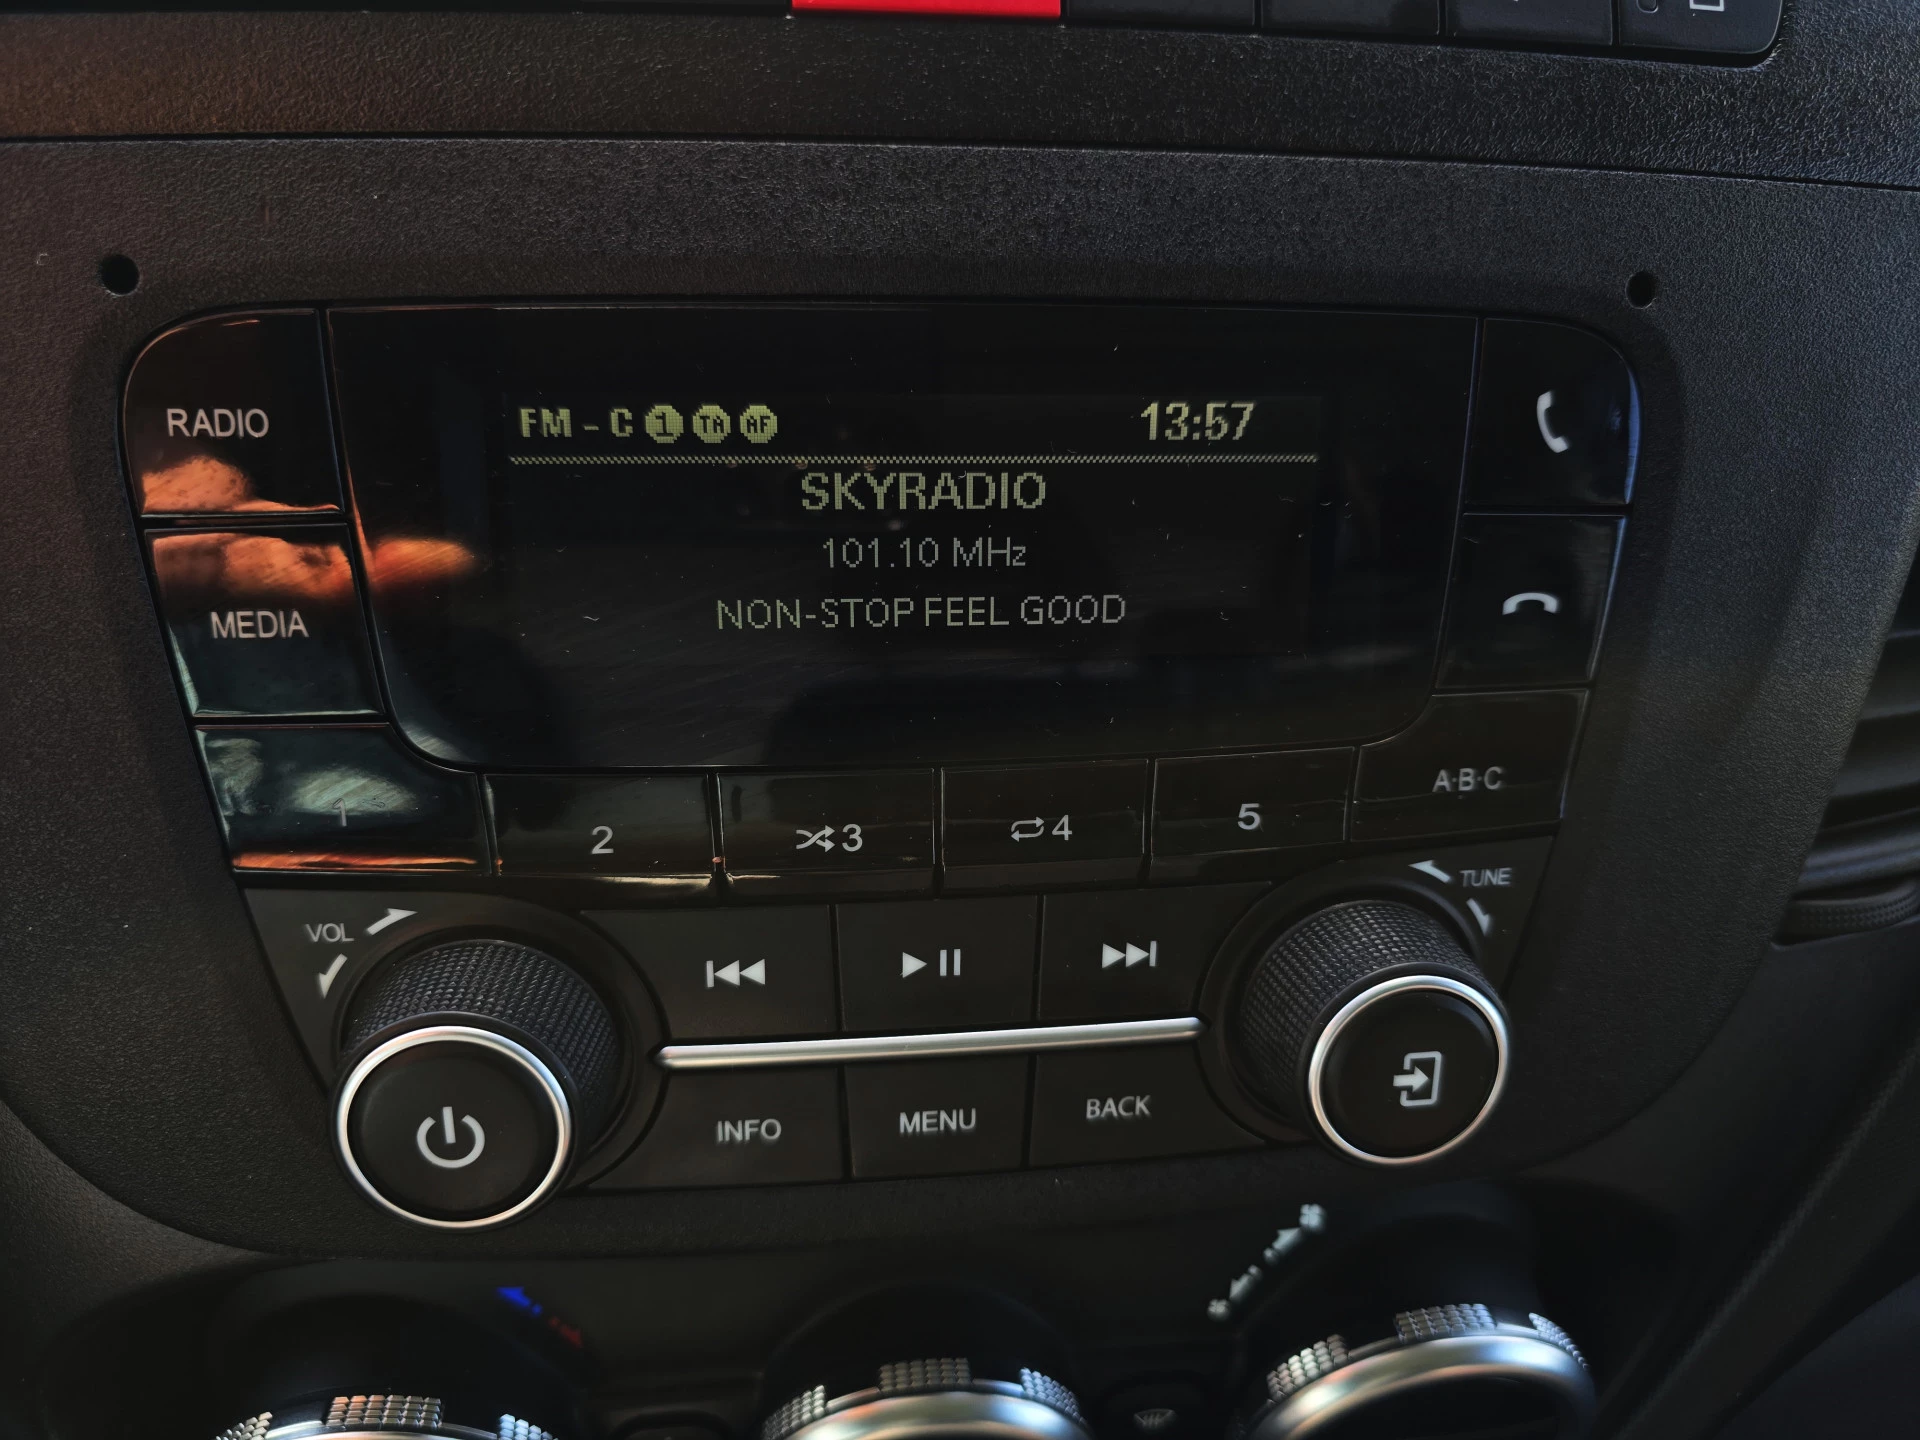 FM - C 1 TA AF 13:57
SKYRADIO
101.10 MHz
NON-STOP FEEL GOOD
RADIO
MEDIA
1 2 3 4 5 A·B·C
VOL TUNE
INFO MENU BACK